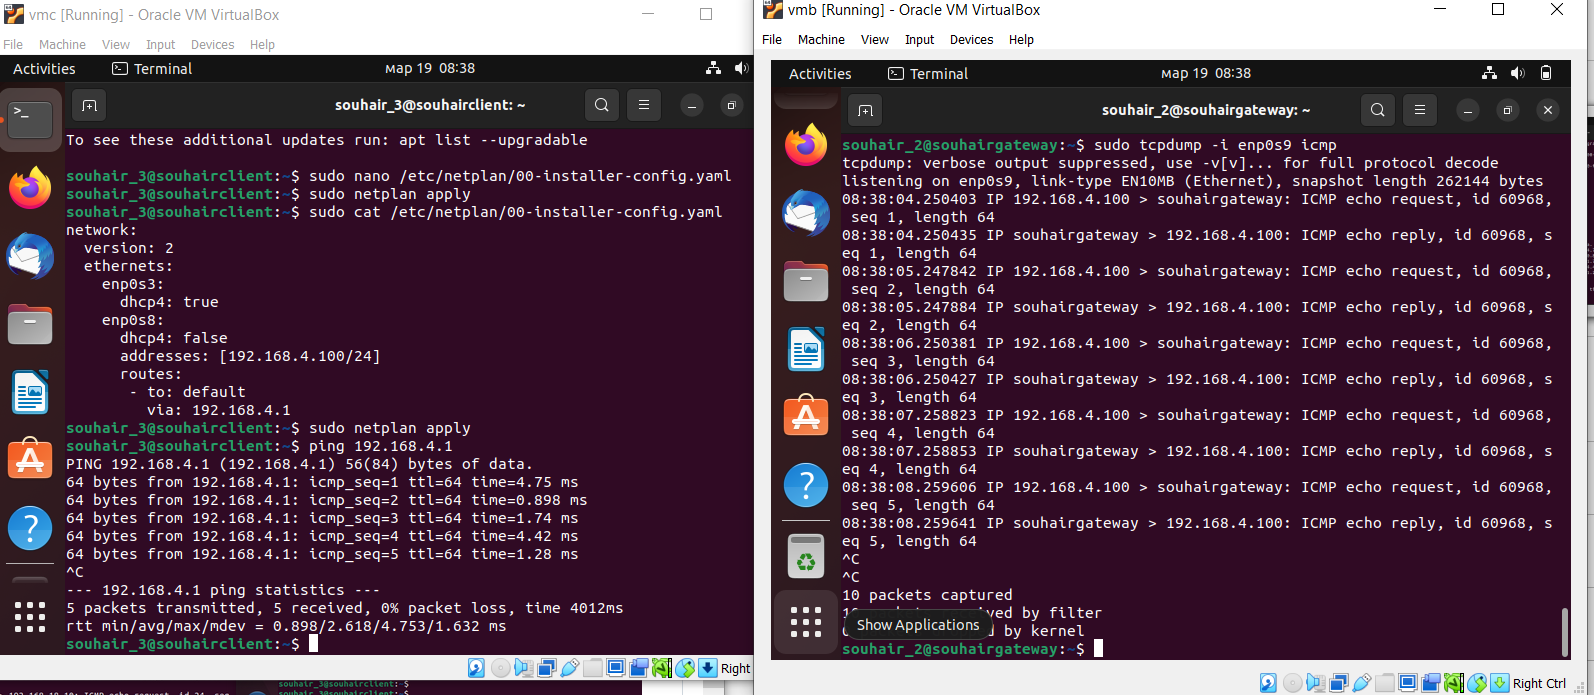 vmc [Running] - Oracle VM VirtualBox
File Machine View Input Devices Help
Activities Terminal мар 19 08:38
souhair_3@souhairclient: ~
To see these additional updates run: apt list --upgradable
souhair_3@souhairclient:~$ sudo nano /etc/netplan/00-installer-config.yaml
souhair_3@souhairclient:~$ sudo netplan apply
souhair_3@souhairclient:~$ sudo cat /etc/netplan/00-installer-config.yaml
network:
version: 2
ethernets:
enp0s3:
dhcp4: true
enp0s8:
dhcp4: false
addresses: [192.168.4.100/24]
routes:
- to: default
via: 192.168.4.1
souhair_3@souhairclient:~$ sudo netplan apply
souhair_3@souhairclient:~$ ping 192.168.4.1
PING 192.168.4.1 (192.168.4.1) 56(84) bytes of data.
64 bytes from 192.168.4.1: icmp_seq=1 ttl=64 time=4.75 ms
64 bytes from 192.168.4.1: icmp_seq=2 ttl=64 time=0.898 ms
64 bytes from 192.168.4.1: icmp_seq=3 ttl=64 time=1.74 ms
64 bytes from 192.168.4.1: icmp_seq=4 ttl=64 time=4.42 ms
64 bytes from 192.168.4.1: icmp_seq=5 ttl=64 time=1.28 ms
^C
--- 192.168.4.1 ping statistics ---
5 packets transmitted, 5 received, 0% packet loss, time 4012ms
rtt min/avg/max/mdev = 0.898/2.618/4.753/1.632 ms
souhair_3@souhairclient:~$
Right
souhair_3@souhairclient:~$
vmb [Running] - Oracle VM VirtualBox
File Machine View Input Devices Help
Activities Terminal мар 19 08:38
souhair_2@souhairgateway: ~
souhair_2@souhairgateway:~$ sudo tcpdump -i enp0s9 icmp
tcpdump: verbose output suppressed, use -v[v]... for full protocol decode
listening on enp0s9, link-type EN10MB (Ethernet), snapshot length 262144 bytes
08:38:04.250403 IP 192.168.4.100 > souhairgateway: ICMP echo request, id 60968,
seq 1, length 64
08:38:04.250435 IP souhairgateway > 192.168.4.100: ICMP echo reply, id 60968, s
eq 1, length 64
08:38:05.247842 IP 192.168.4.100 > souhairgateway: ICMP echo request, id 60968,
seq 2, length 64
08:38:05.247884 IP souhairgateway > 192.168.4.100: ICMP echo reply, id 60968, s
eq 2, length 64
08:38:06.250381 IP 192.168.4.100 > souhairgateway: ICMP echo request, id 60968,
seq 3, length 64
08:38:06.250427 IP souhairgateway > 192.168.4.100: ICMP echo reply, id 60968, s
eq 3, length 64
08:38:07.258823 IP 192.168.4.100 > souhairgateway: ICMP echo request, id 60968,
seq 4, length 64
08:38:07.258853 IP souhairgateway > 192.168.4.100: ICMP echo reply, id 60968, s
eq 4, length 64
08:38:08.259606 IP 192.168.4.100 > souhairgateway: ICMP echo request, id 60968,
seq 5, length 64
08:38:08.259641 IP souhairgateway > 192.168.4.100: ICMP echo reply, id 60968, s
eq 5, length 64
^C
^C
10 packets captured
by filter
Show Applications
by kernel
souhair_2@souhairgateway:~$
Right Ctrl